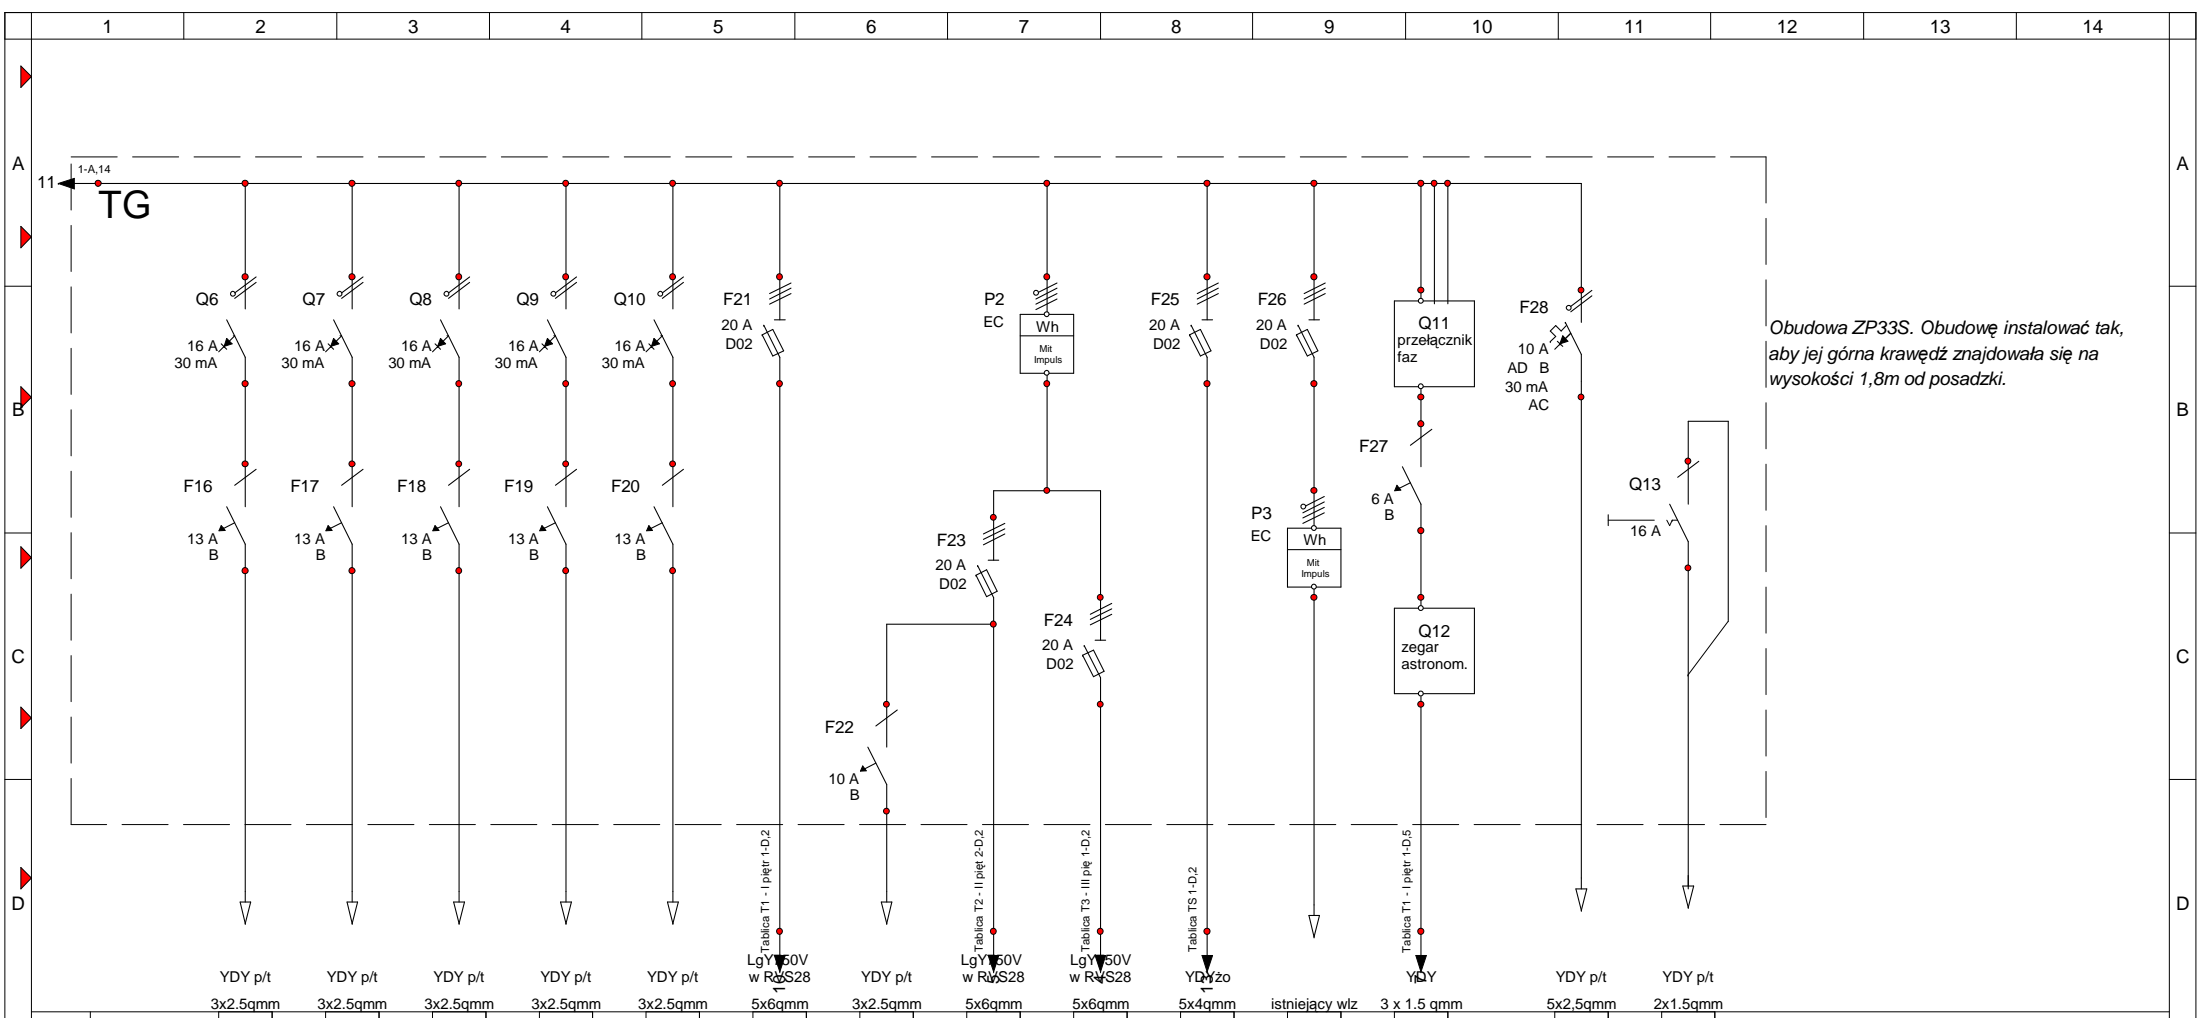 1 2 3 4 5 6 7 8 9 10 11 12 13 14
A A
11 1-A,14
TG
Q6 Q7 Q8 Q9 Q10 F21 P2 F25 F26 Q11 F28
16 A 16 A 16 A 16 A 16 A 20 A EC 20 A 20 A przełącznik 10 A
30 mA 30 mA 30 mA 30 mA 30 mA D02 Wh D02 D02 faz AD B
Mit
Impuls
30 mA
AC
Obudowa ZP33S. Obudowę instalować tak,
aby jej górna krawędź znajdowała się na
wysokości 1,8m od posadzki.
B B
F27
6 A
B
F16 F17 F18 F19 F20
13 A 13 A 13 A 13 A 13 A
B B B B B
Q13
16 A
P3
EC
Wh
Mit
Impuls
F23
20 A
D02
F24
20 A
D02
Q12
zegar
astronom.
C C
F22
10 A
B
D D
Tablica T1 - I piętr 1-D,2
Tablica T2 - II pięt 2-D,2
Tablica T3 - III pię 1-D,2
Tablica TS 1-D,2
Tablica T1 - I piętr 1-D,5
YDY p/t YDY p/t YDY p/t YDY p/t YDY p/t w RVS28 YDY p/t w RVS28 w RVS28 YDYżo YDY YDY p/t YDY p/t
3x2.5qmm 3x2.5qmm 3x2.5qmm 3x2.5qmm 3x2.5qmm 5x6qmm 3x2.5qmm 5x6qmm 5x6qmm 5x4qmm istniejący wlz 3 x 1.5 qmm 5x2,5qmm 2x1.5qmm